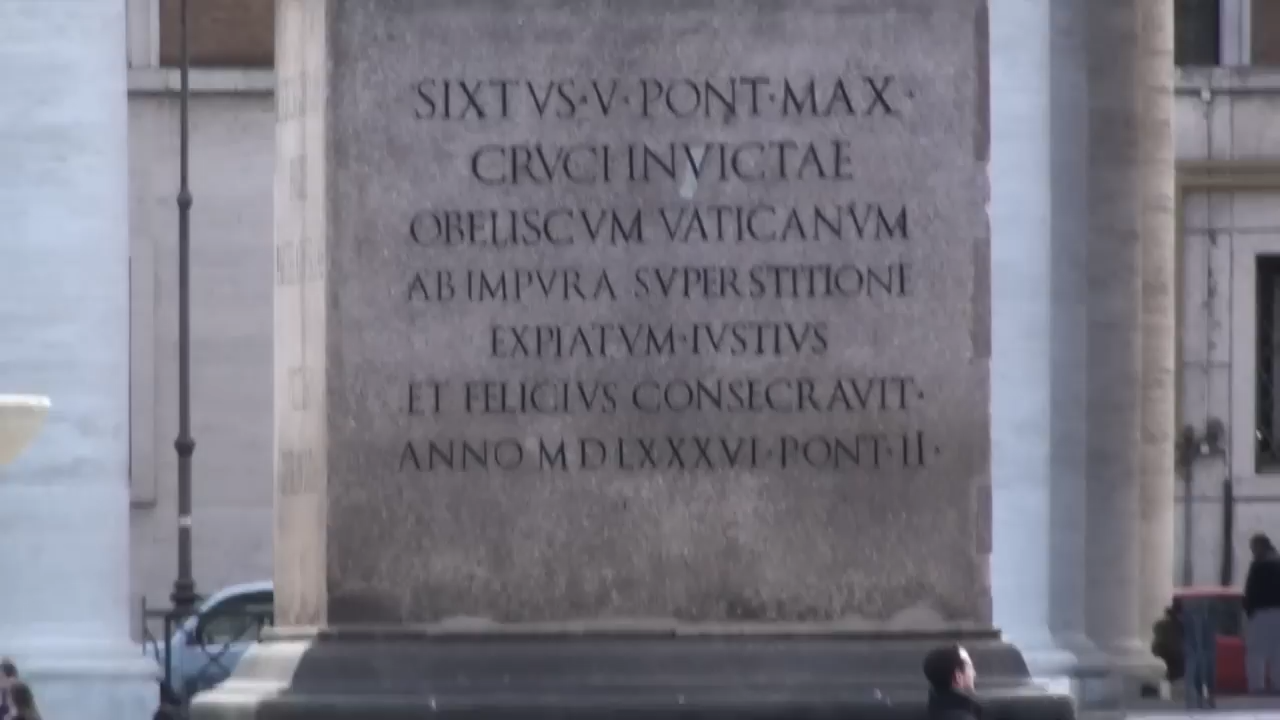 SIXTVS·V·PONT·MAX·
CRVCI INVICTAE
OBELISCVM VATICANVM
AB IMPVRA SVPERSTITIONE
EXPIATVM·IVSTIVS
ET FELICIVS CONSECRAVIT·
ANNO MDLXXXVI·PONT·II·